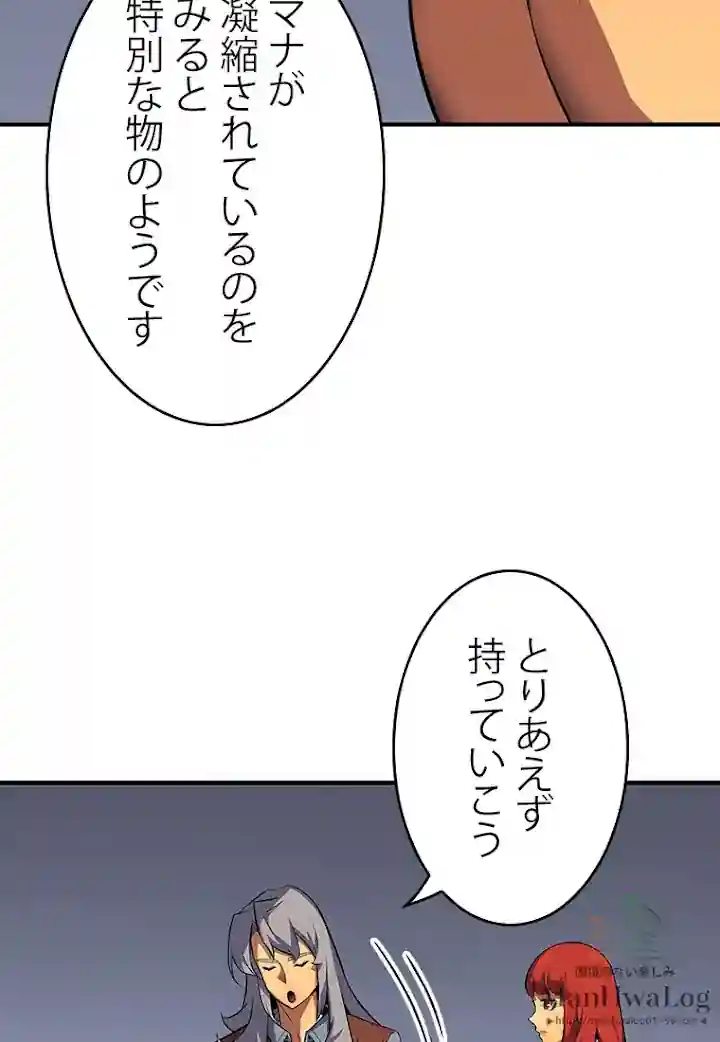 マナが
凝縮されているのを
みると
特別な物のようです
とりあえず
持っていこう
ManHwaLog